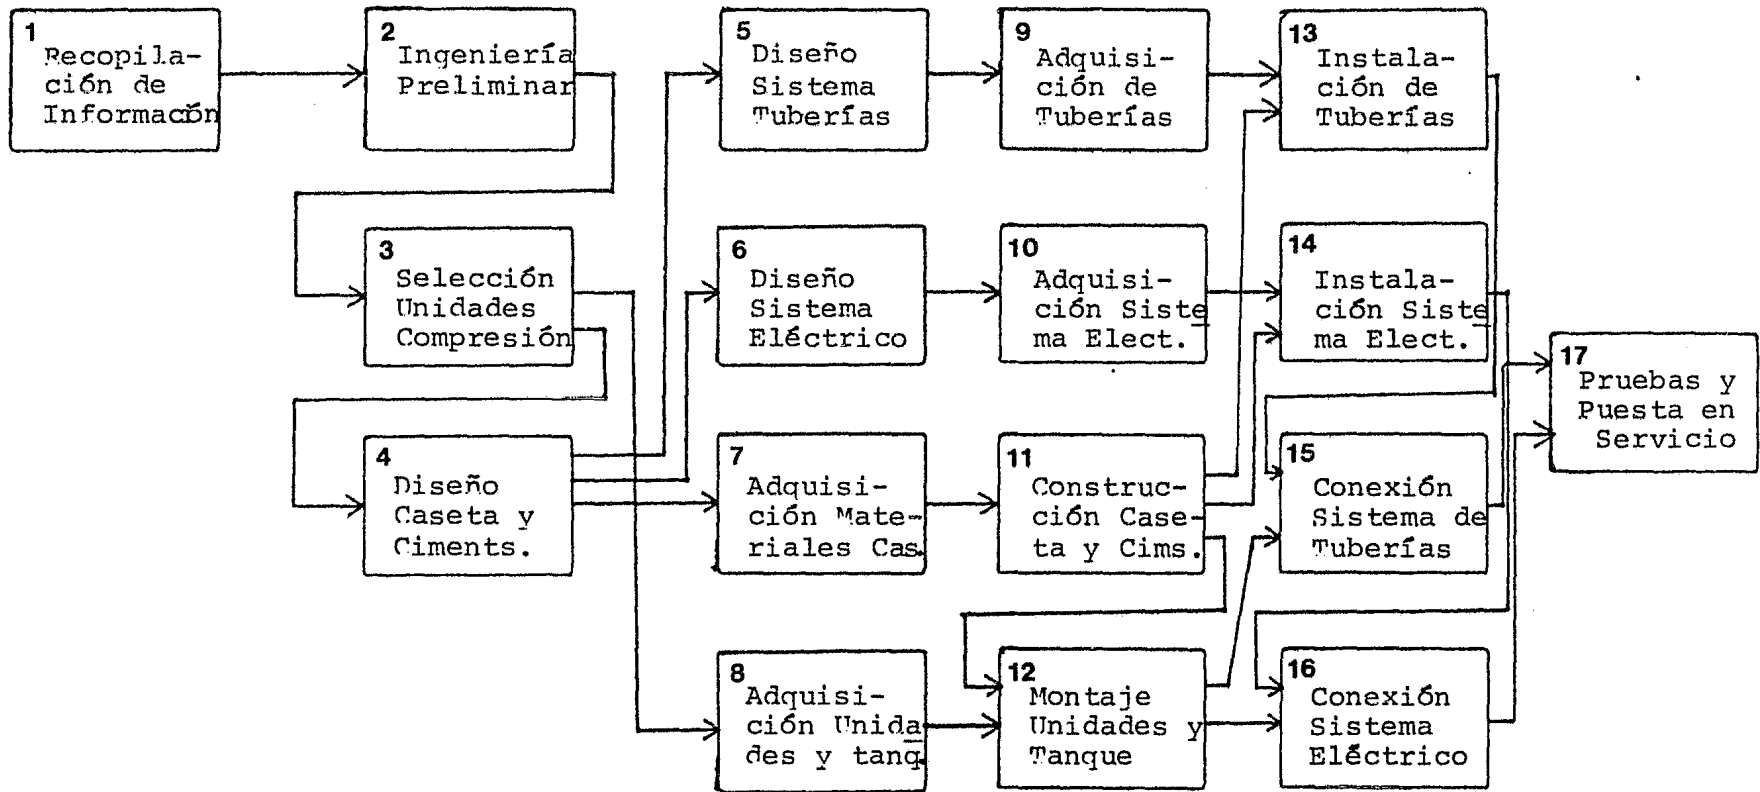 1
Recopila-
ción de
Informacón
2
Ingeniería
Preliminar
3
Selección
Unidades
Compresión
4
Diseño
Caseta y
Ciments.
5
Diseño
Sistema
Tuberías
6
Diseño
Sistema
Eléctrico
7
Adquisi-
ción Mate-
riales Cas.
8
Adquisi-
ción Unida
des y tanq.
9
Adquisi-
ción de
Tuberías
10
Adquisi-
ción Siste
ma Elect.
11
Construc-
ción Case-
ta y Cims.
12
Montaje
Unidades y
Tanque
13
Instala-
ción de
Tuberías
14
Instala-
ción Siste
ma Elect.
15
Conexión
Sistema de
Tuberías
16
Conexión
Sistema
Eléctrico
17
Pruebas y
Puesta en
Servicio